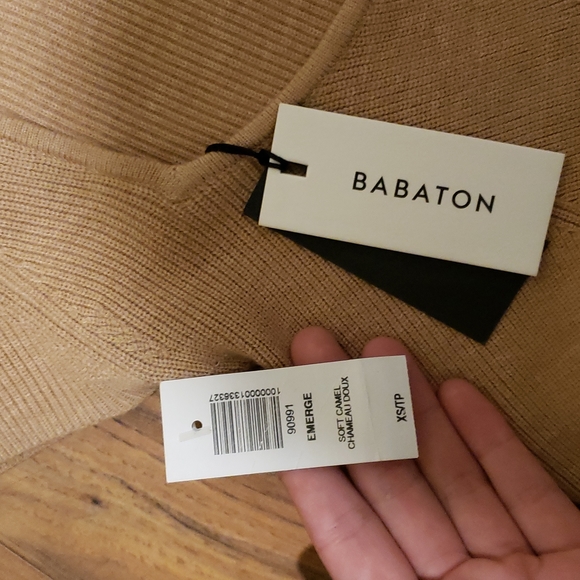 BABATON
10000001336327
90991
EMERGE
SOFT CAMEL
CHAMEAU DOUX
XS/TP